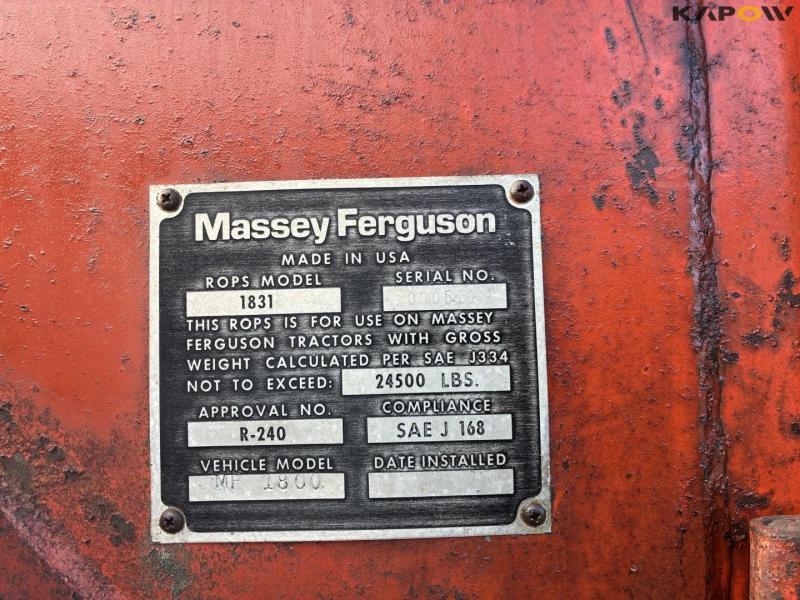 KAPOW
Massey Ferguson
MADE IN USA
ROPS MODEL SERIAL NO.
1831
THIS ROPS IS FOR USE ON MASSEY
FERGUSON TRACTORS WITH GROSS
WEIGHT CALCULATED PER SAE J334
NOT TO EXCEED: 24500 LBS.
APPROVAL NO. COMPLIANCE
R-240 SAE J 168
VEHICLE MODEL DATE INSTALLED
MF 1800